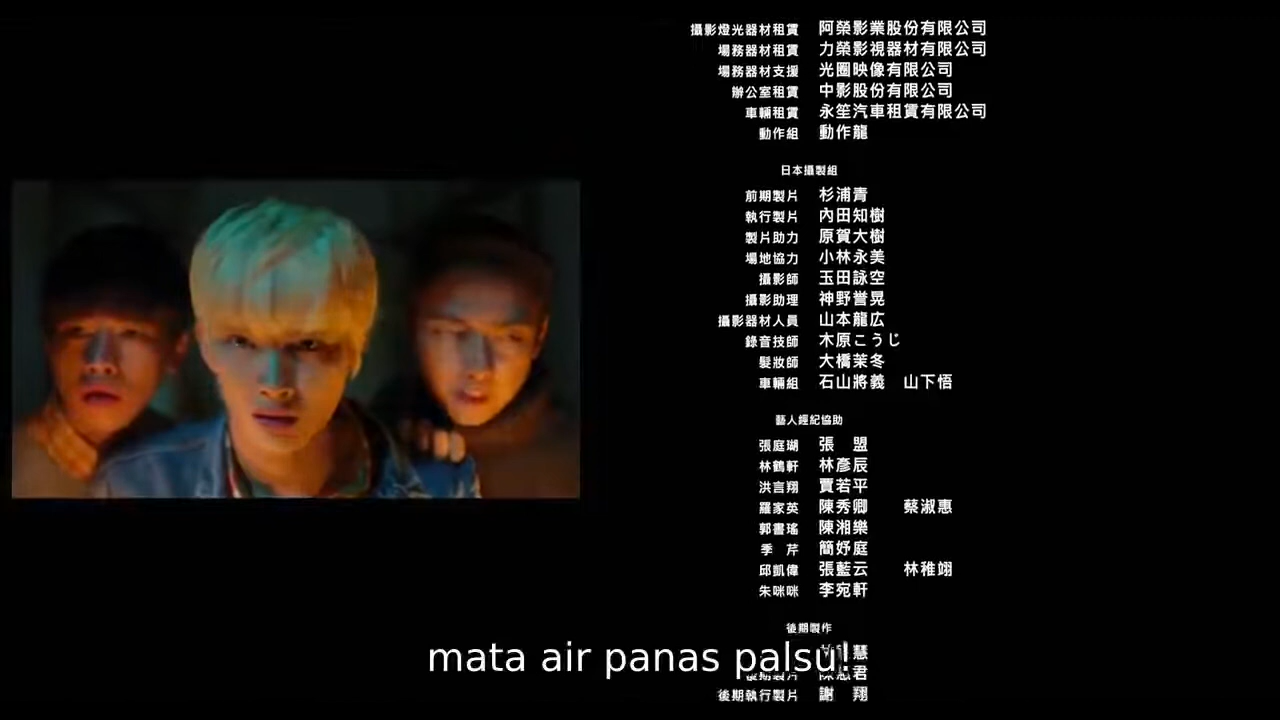 攝影燈光器材租賃 阿榮影業股份有限公司
場務器材租賃 力榮影視器材有限公司
場務器材支援 光圈映像有限公司
辦公室租賃 中影股份有限公司
車輛租賃 永笙汽車租賃有限公司
動作組 動作龍
日本攝製組
前期製片 杉浦青
執行製片 內田知樹
製片助力 原賀大樹
場地協力 小林永美
攝影師 玉田詠空
攝影助理 神野誉晃
攝影器材人員 山本龍広
錄音技師 木原こうじ
髮妝師 大橋茉冬
車輛組 石山將義 山下悟
藝人經紀協助
張庭瑚 張 盟
林鶴軒 林彥辰
洪言翔 賈若平
羅家英 陳秀卿 蔡淑惠
郭書瑤 陳湘樂
季 芹 簡妤庭
邱凱偉 張藍云 林稚翊
朱咪咪 李宛軒
後期製作
慧
mata air panas palsu!
後期製片 君
後期執行製片 謝 翔